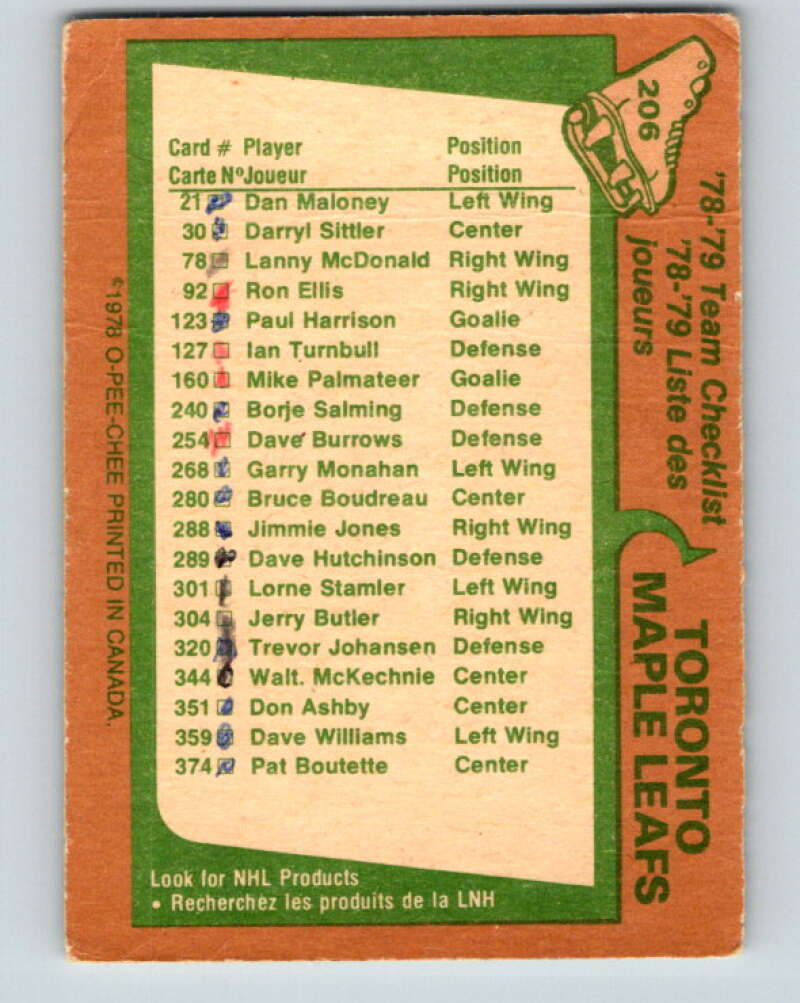 206
'78-'79 Team Checklist
'78-'79 Liste des
joueurs
TORONTO
MAPLE LEAFS
Card # Player Position
Carte Nº Joueur Position
21 Dan Maloney Left Wing
30 Darryl Sittler Center
78 Lanny McDonald Right Wing
92 Ron Ellis Right Wing
123 Paul Harrison Goalie
127 Ian Turnbull Defense
160 Mike Palmateer Goalie
240 Borje Salming Defense
254 Dave Burrows Defense
268 Garry Monahan Left Wing
280 Bruce Boudreau Center
288 Jimmie Jones Right Wing
289 Dave Hutchinson Defense
301 Lorne Stamler Left Wing
304 Jerry Butler Right Wing
320 Trevor Johansen Defense
344 Walt. McKechnie Center
351 Don Ashby Center
359 Dave Williams Left Wing
374 Pat Boutette Center
Look for NHL Products
• Recherchez les produits de la LNH
©1978 O-PEE-CHEE PRINTED IN CANADA.